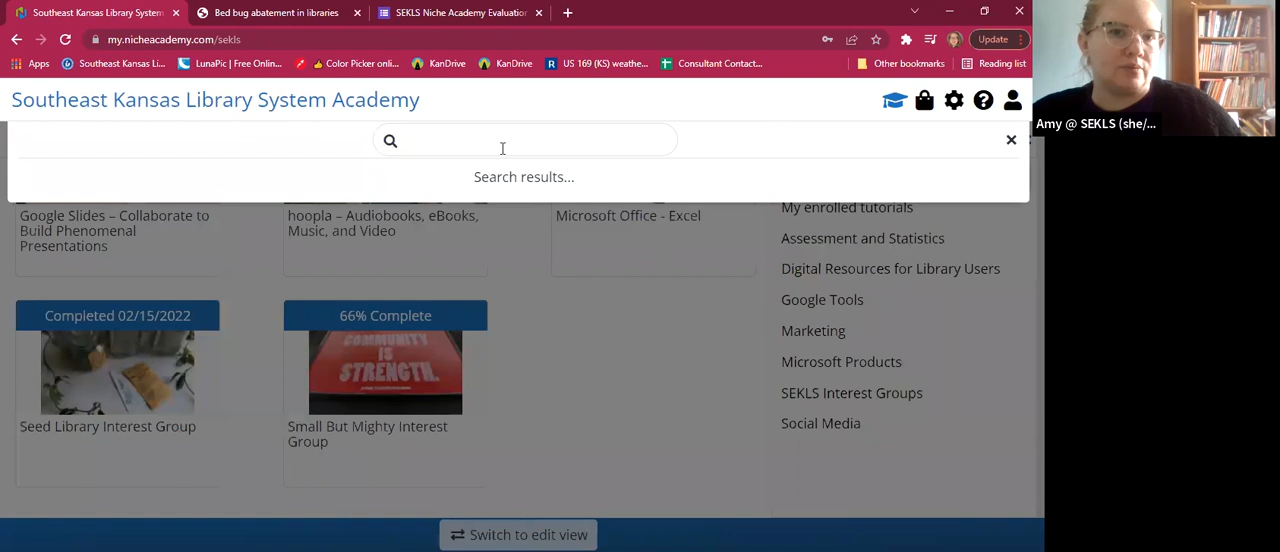 Southeast Kansas Library System
Bed bug abatement in libraries
SEKLS Niche Academy Evaluation
my.nicheacademy.com/sekls
Update
Apps
Southeast Kansas Li...
LunaPic | Free Onlin...
Color Picker onli...
KanDrive
KanDrive
US 169 (KS) weathe...
Consultant Contact...
Other bookmarks
Reading list
Southeast Kansas Library System Academy
Amy @ SEKLS (she/...
Search results...
Google Slides – Collaborate to
Build Phenomenal
Presentations
hoopla – Audiobooks, eBooks,
Music, and Video
Microsoft Office - Excel
My enrolled tutorials
Assessment and Statistics
Digital Resources for Library Users
Google Tools
Marketing
Microsoft Products
SEKLS Interest Groups
Social Media
Completed 02/15/2022
Seed Library Interest Group
66% Complete
COMMUNITY
IS
STRENGTH.
Small But Mighty Interest
Group
Switch to edit view